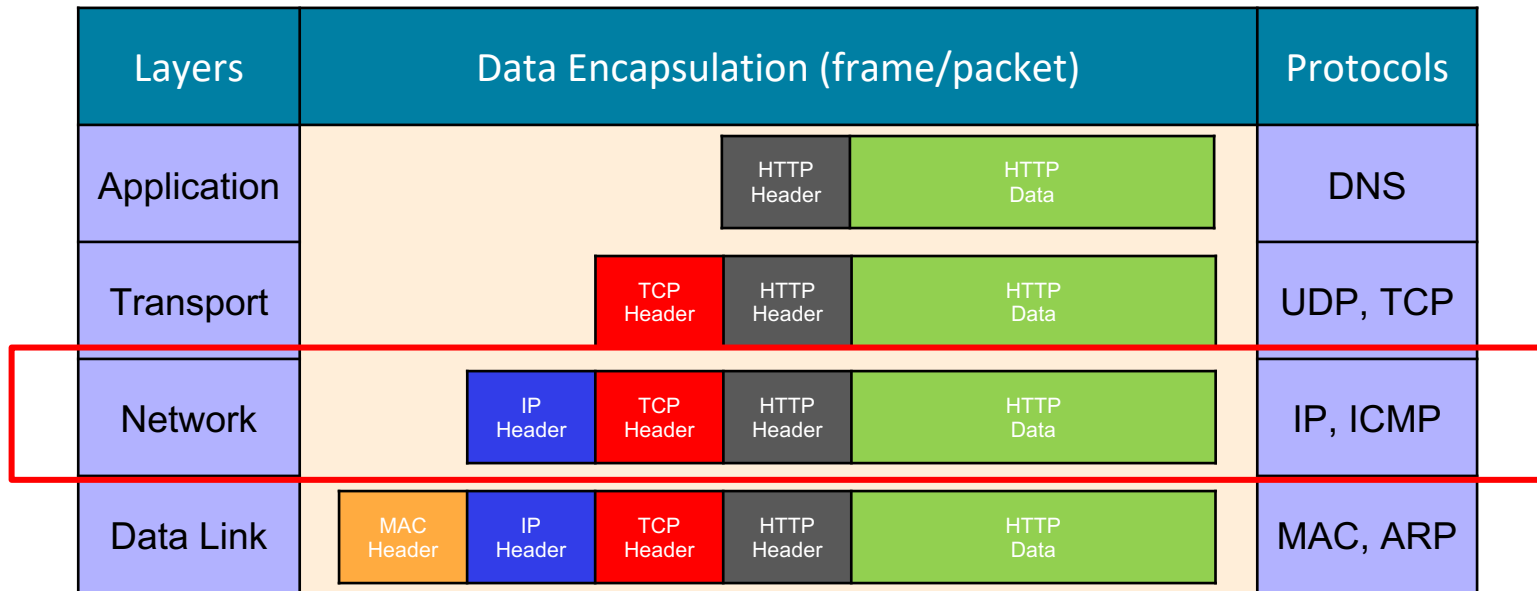 Layers
Data Encapsulation (frame/packet)
Protocols
Application
HTTP
Header
HTTP
Data
DNS
Transport
TCP
Header
HTTP
Header
HTTP
Data
UDP, TCP
Network
IP
Header
TCP
Header
HTTP
Header
HTTP
Data
IP, ICMP
Data Link
MAC
Header
IP
Header
TCP
Header
HTTP
Header
HTTP
Data
MAC, ARP